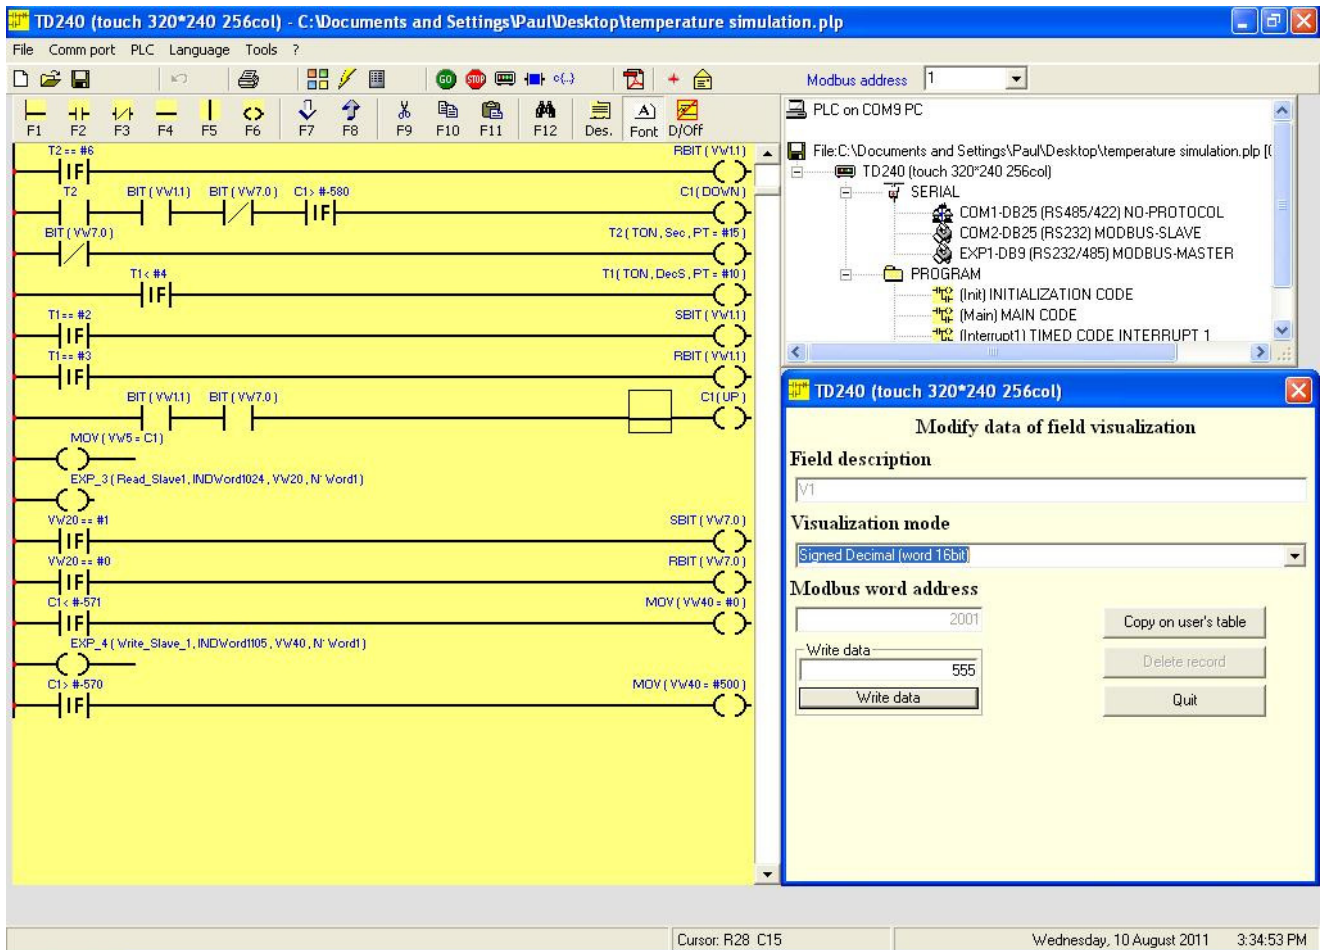 TD240 (touch 320*240 256col) - C:\Documents and Settings\Paul\Desktop\temperature simulation.plp
File Comm port PLC Language Tools ?
GO STOP c(..) Modbus address 1
F1 F2 F3 F4 F5 F6 F7 F8 F9 F10 F11 F12 Des. Font D/Off
T2 == #6 RBIT ( VW1.1 )
IF
T2 BIT ( VW1.1 ) BIT ( VW7.0 ) C1 > #-580 C1 ( DOWN )
IF
BIT ( VW7.0 ) T2 ( TON , Sec , PT = #15 )
T1 < #4 T1 ( TON , DecS , PT = #10 )
IF
T1 == #2 SBIT ( VW1.1 )
IF
T1 == #3 RBIT ( VW1.1 )
IF
BIT ( VW1.1 ) BIT ( VW7.0 ) C1 ( UP )
MOV ( VW5 = C1 )
EXP_3 ( Read_Slave1 , INDWord1024 , VW20 , N° Word1 )
VW20 == #1 SBIT ( VW7.0 )
IF
VW20 == #0 RBIT ( VW7.0 )
IF
C1 < #-571 MOV ( VW40 = #0 )
IF
EXP_4 ( Write_Slave_1 , INDWord1105 , VW40 , N° Word1 )
C1 > #-570 MOV ( VW40 = #500 )
IF
PLC on COM9 PC
File:C:\Documents and Settings\Paul\Desktop\temperature simulation.plp [(
TD240 (touch 320*240 256col)
SERIAL
COM1-DB25 (RS485/422) NO-PROTOCOL
COM2-DB25 (RS232) MODBUS-SLAVE
EXP1-DB9 (RS232/485) MODBUS-MASTER
PROGRAM
(Init) INITIALIZATION CODE
(Main) MAIN CODE
(Interrupt1) TIMED CODE INTERRUPT 1
TD240 (touch 320*240 256col)
Modify data of field visualization
Field description
V1
Visualization mode
Signed Decimal (word 16bit)
Modbus word address
2001
Copy on user's table
Write data
555
Delete record
Write data
Quit
Cursor: R28 C15 Wednesday, 10 August 2011 3:34:53 PM